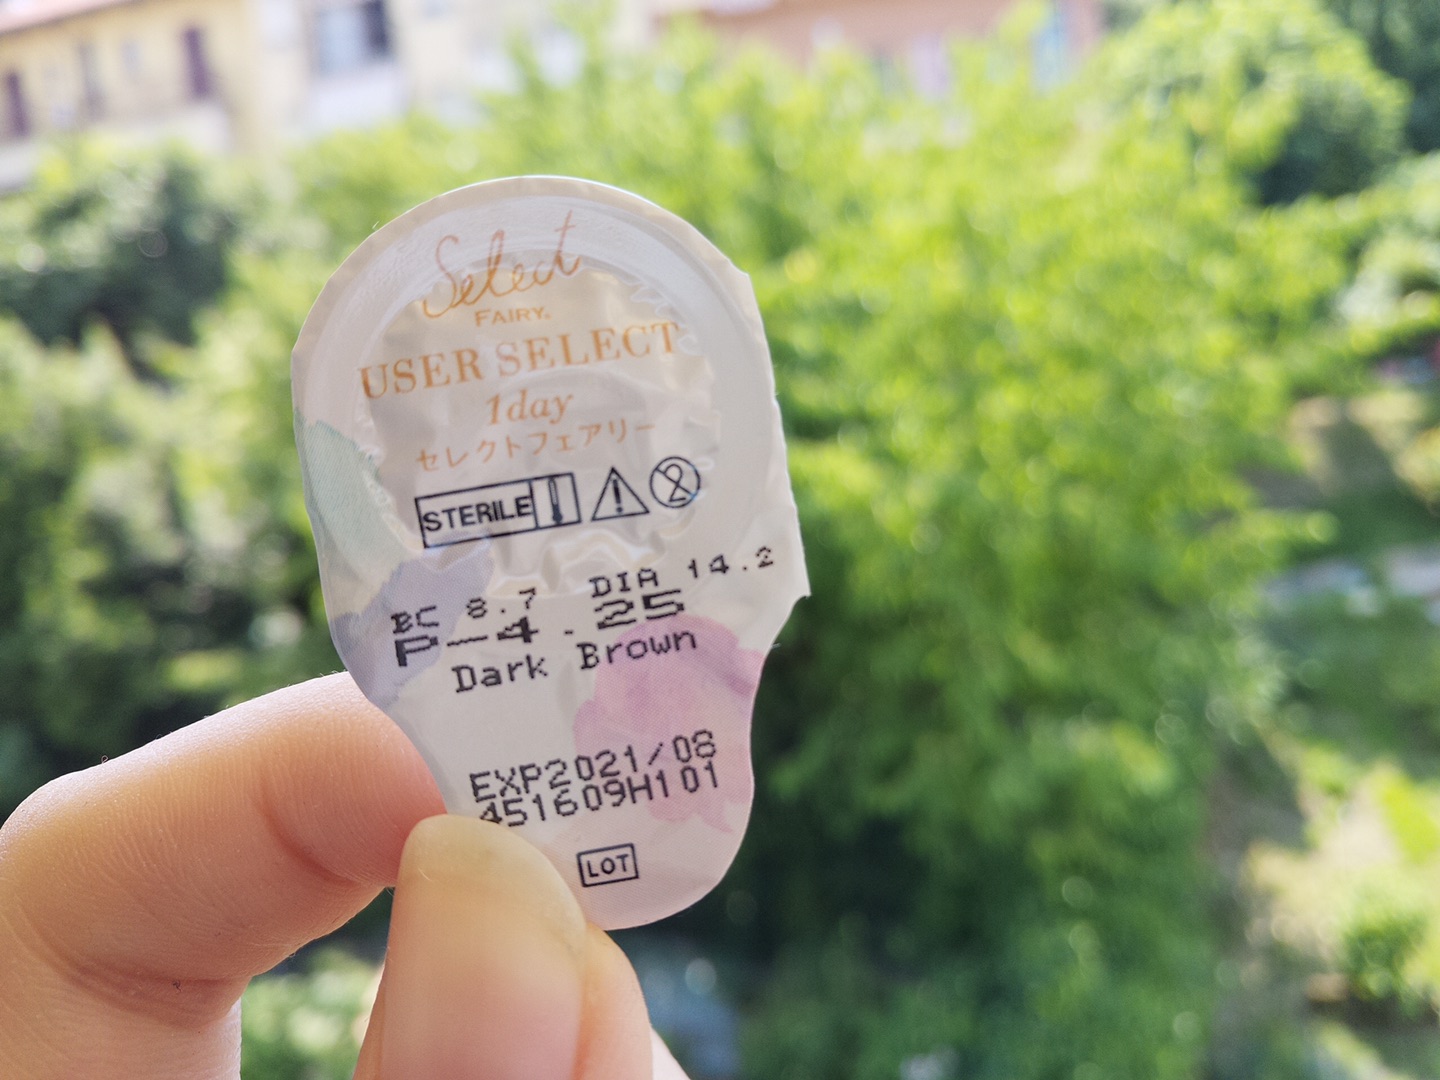 Select
FAIRY.
USER SELECT
1day
セレクトフェアリー
STERILE
2
BC 8.7 DIA 14.2
P-4.25
Dark Brown
EXP2021/08
451609H101
LOT